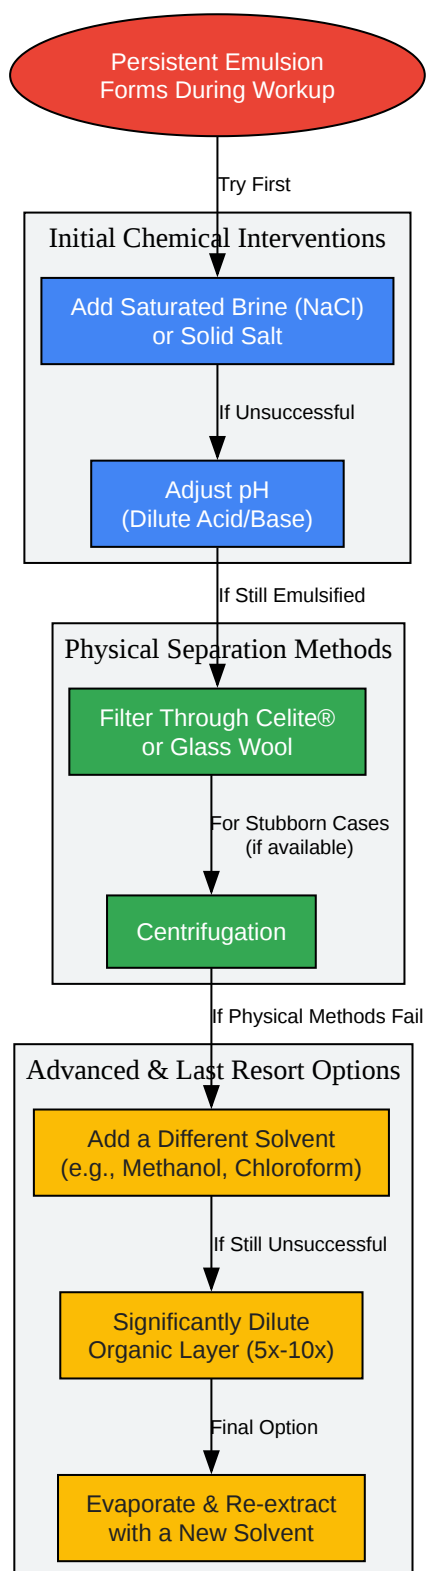 Persistent Emulsion
Forms During Workup
Try First
Initial Chemical Interventions
Add Saturated Brine (NaCl)
or Solid Salt
If Unsuccessful
Adjust pH
(Dilute Acid/Base)
If Still Emulsified
Physical Separation Methods
Filter Through Celite®
or Glass Wool
For Stubborn Cases
(if available)
Centrifugation
If Physical Methods Fail
Advanced & Last Resort Options
Add a Different Solvent
(e.g., Methanol, Chloroform)
If Still Unsuccessful
Significantly Dilute
Organic Layer (5x-10x)
Final Option
Evaporate & Re-extract
with a New Solvent